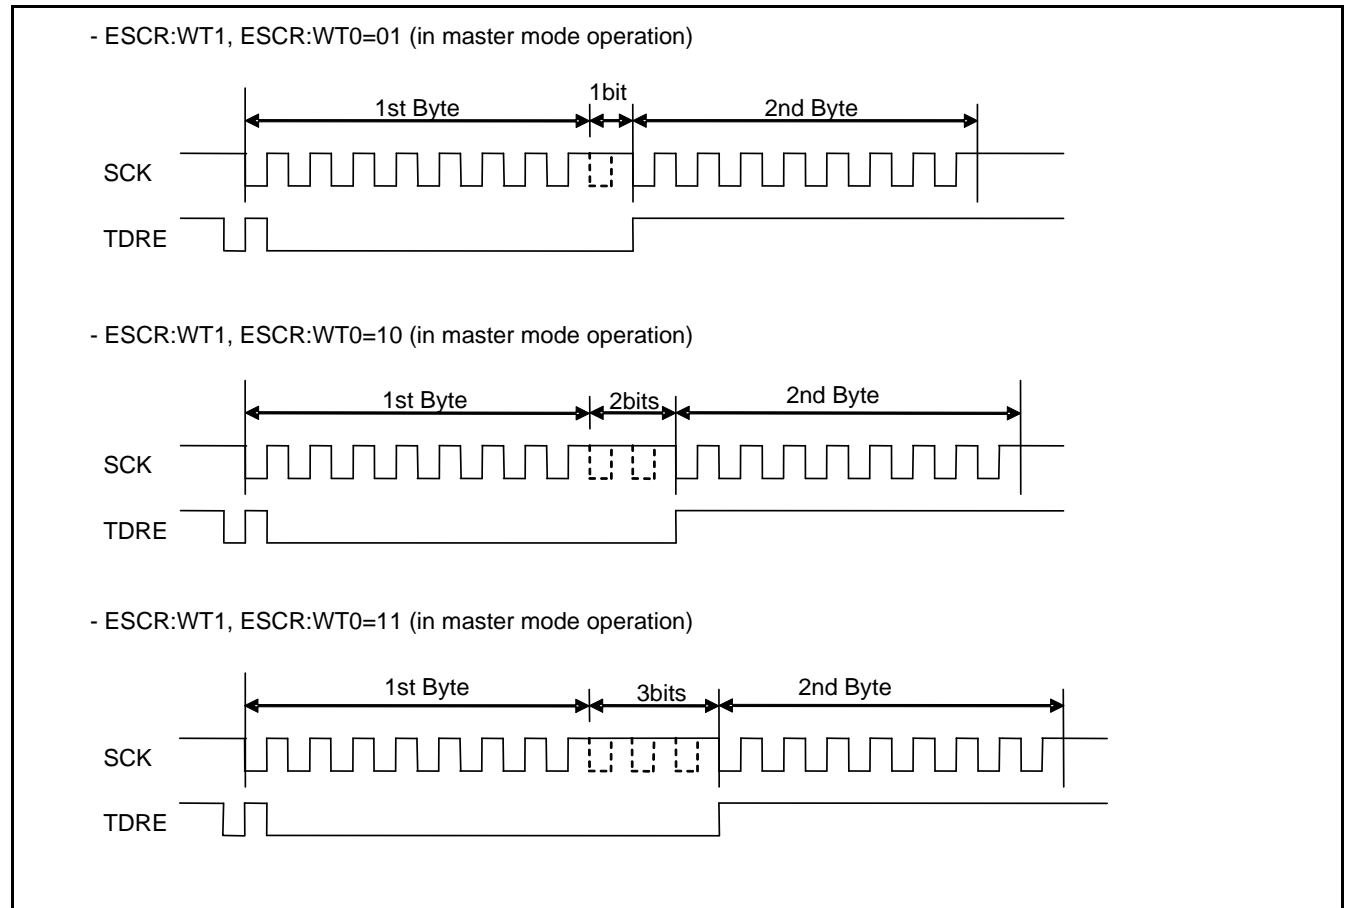 - ESCR:WT1, ESCR:WT0=01 (in master mode operation)
1st Byte 1bit 2nd Byte
SCK
TDRE
- ESCR:WT1, ESCR:WT0=10 (in master mode operation)
1st Byte 2bits 2nd Byte
SCK
TDRE
- ESCR:WT1, ESCR:WT0=11 (in master mode operation)
1st Byte 3bits 2nd Byte
SCK
TDRE